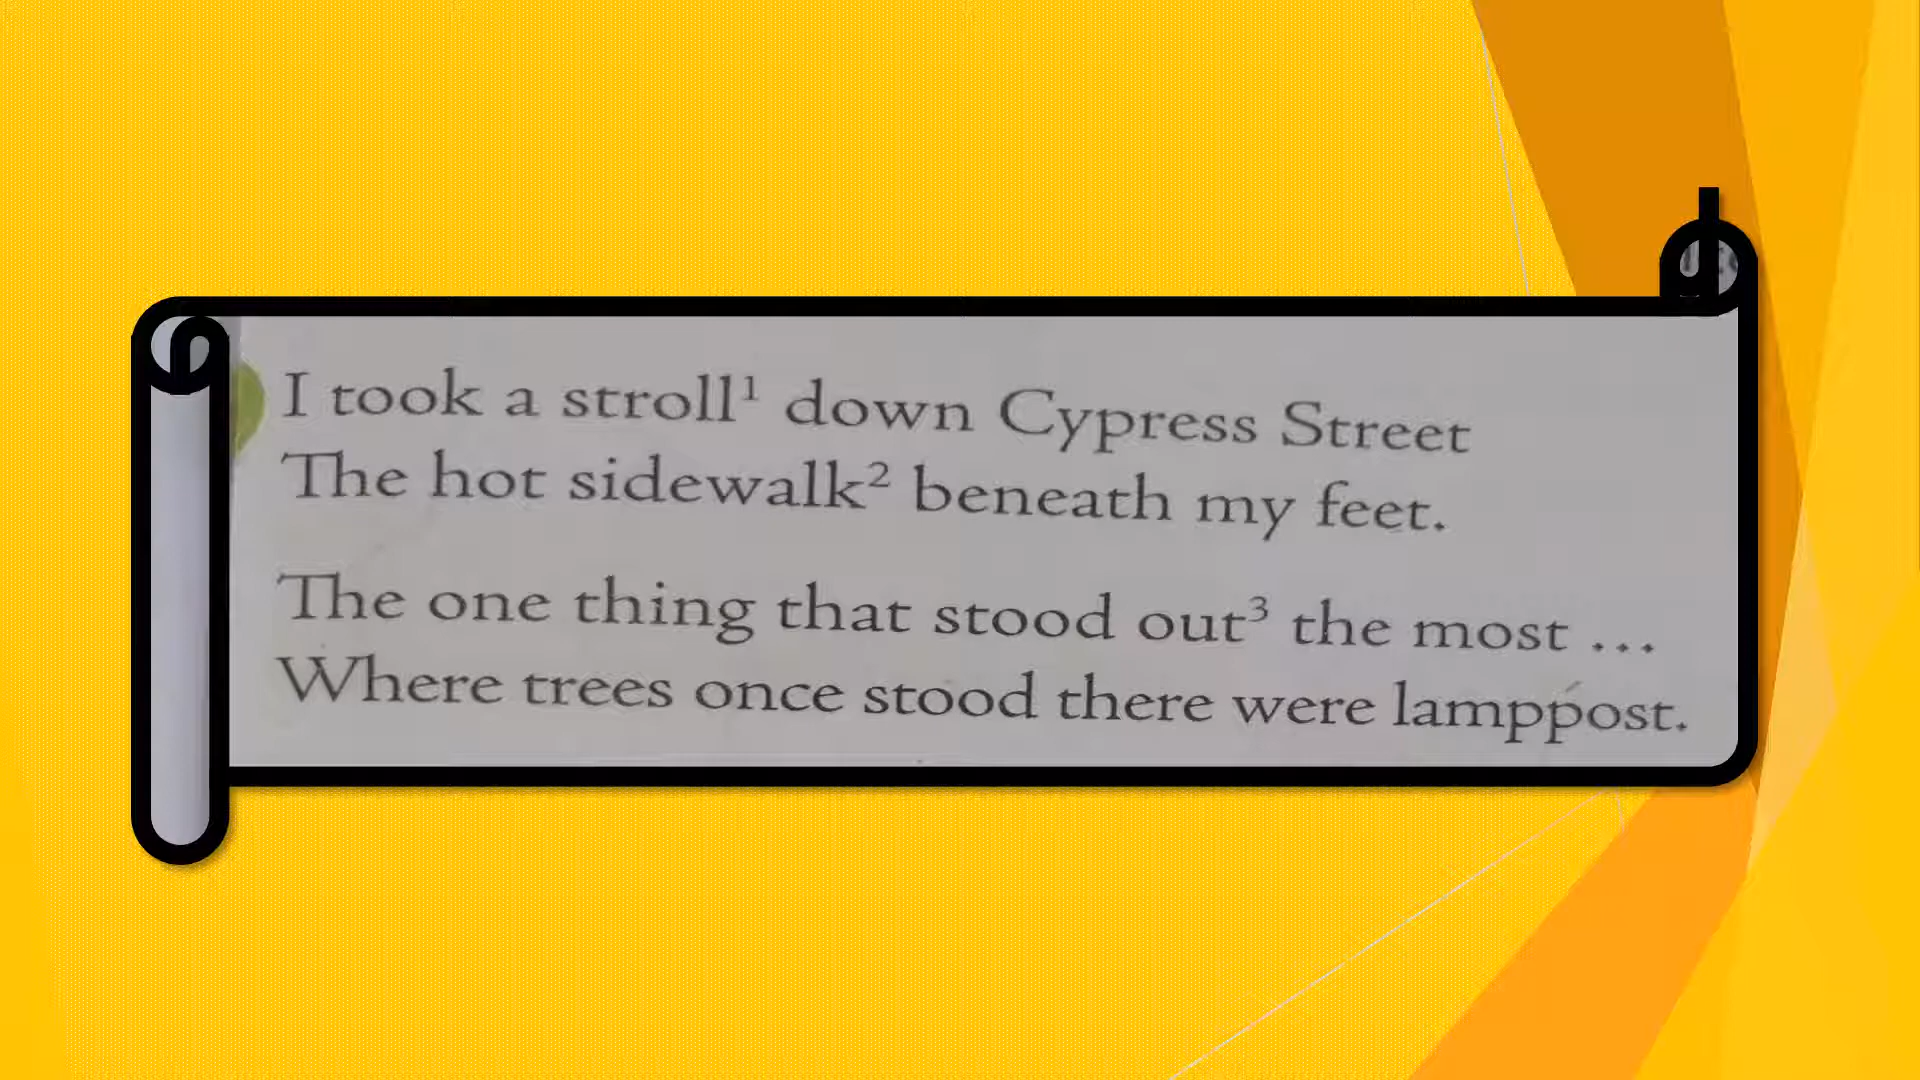 I took a stroll¹ down Cypress Street
The hot sidewalk² beneath my feet.
The one thing that stood out³ the most ...
Where trees once stood there were lamppost.